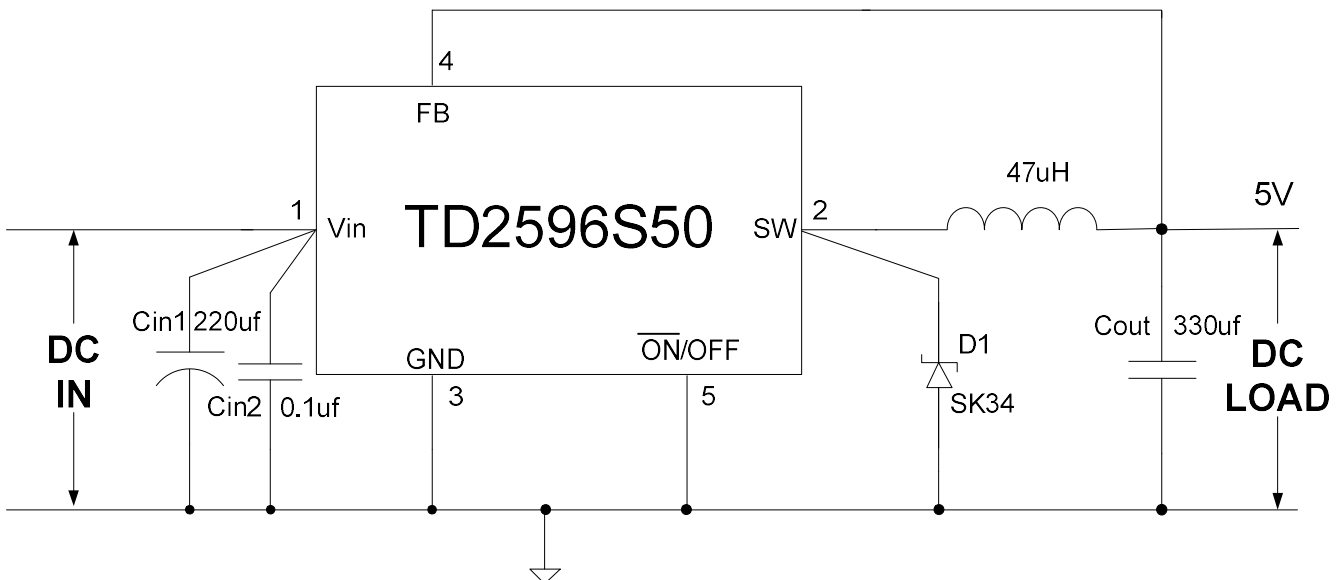 4
FB
47uH
5V
1
Vin
TD2596S50
SW
2
Cin1 220uf
DC
IN
Cin2
0.1uf
GND
3
ON/OFF
5
D1
SK34
Cout
330uf
DC
LOAD